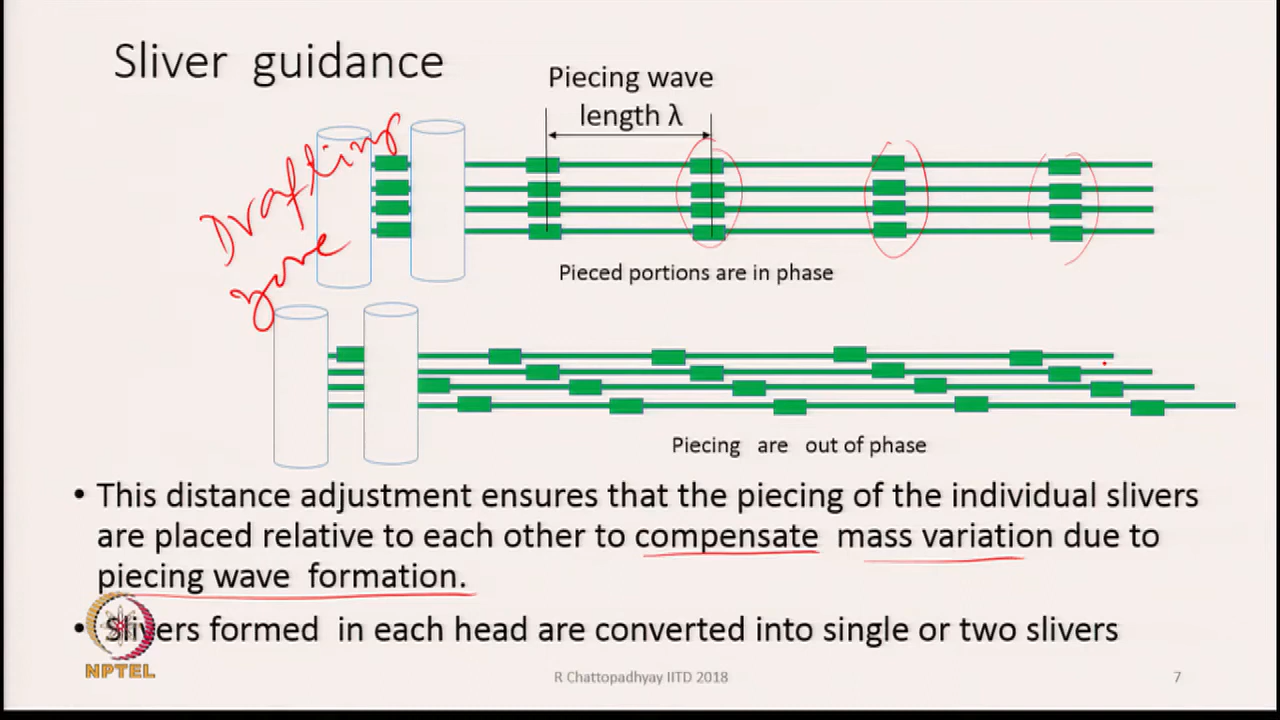 Sliver guidance
Piecing wave
length λ
Drafting
zone
Pieced portions are in phase
Piecing are out of phase
• This distance adjustment ensures that the piecing of the individual slivers
are placed relative to each other to compensate mass variation due to
piecing wave formation.
• Slivers formed in each head are converted into single or two slivers
NPTEL
R Chattopadhyay IITD 2018
7